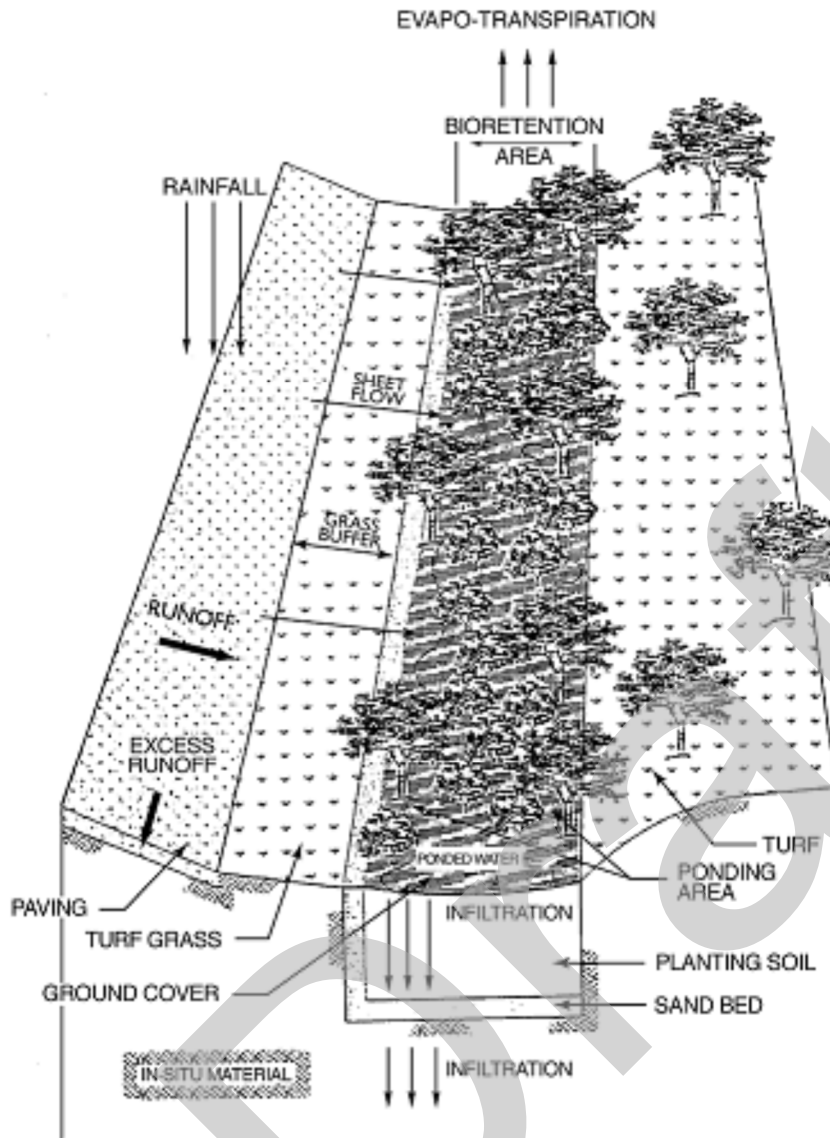 EVAPO-TRANSPIRATION
BIORETENTION
AREA
RAINFALL
SHEET
FLOW
GRASS
BUFFER
RUNOFF
EXCESS
RUNOFF
PONDED WATER
TURF
PONDING
AREA
PAVING
INFILTRATION
TURF GRASS
PLANTING SOIL
GROUND COVER
SAND BED
IN-SITU MATERIAL
INFILTRATION
Draft